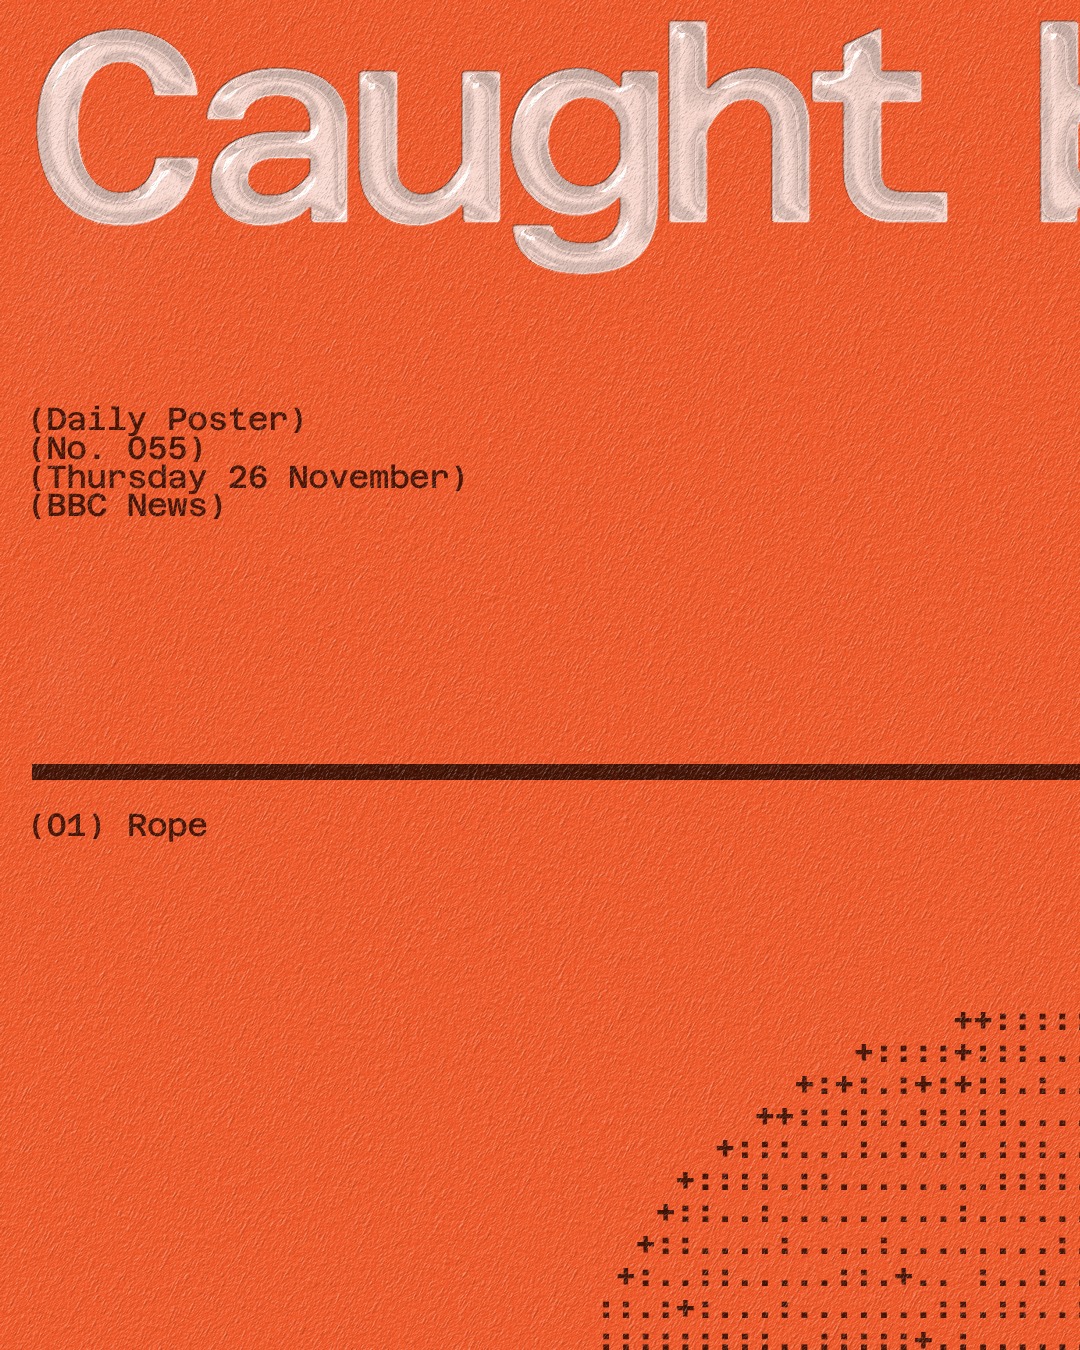 Caught
(Daily Poster)
(No. 055)
(Thursday 26 November)
(BBC News)
(01) Rope